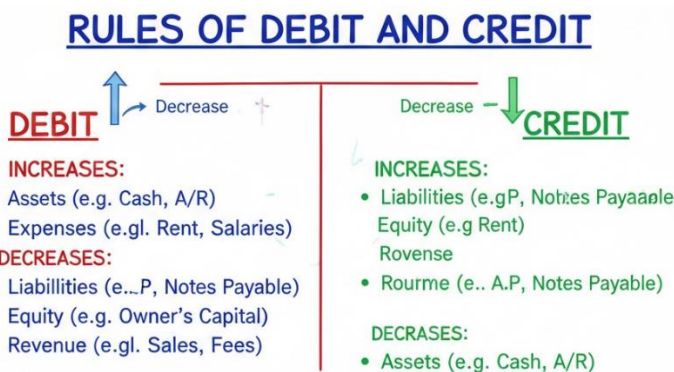 RULES OF DEBIT AND CREDIT
Decrease
DEBIT
INCREASES:
Assets (e.g. Cash, A/R)
Expenses (e.gl. Rent, Salaries)
DECREASES:
Liabillities (e...P, Notes Payable)
Equity (e.g. Owner's Capital)
Revenue (e.gl. Sales, Fees)
Decrease
CREDIT
INCREASES:
• Liabilities (e.gP, Nohtes Payaaole
Equity (e.g Rent)
Rovense
• Rourme (e.. A.P, Notes Payable)
DECRASES:
• Assets (e.g. Cash, A/R)